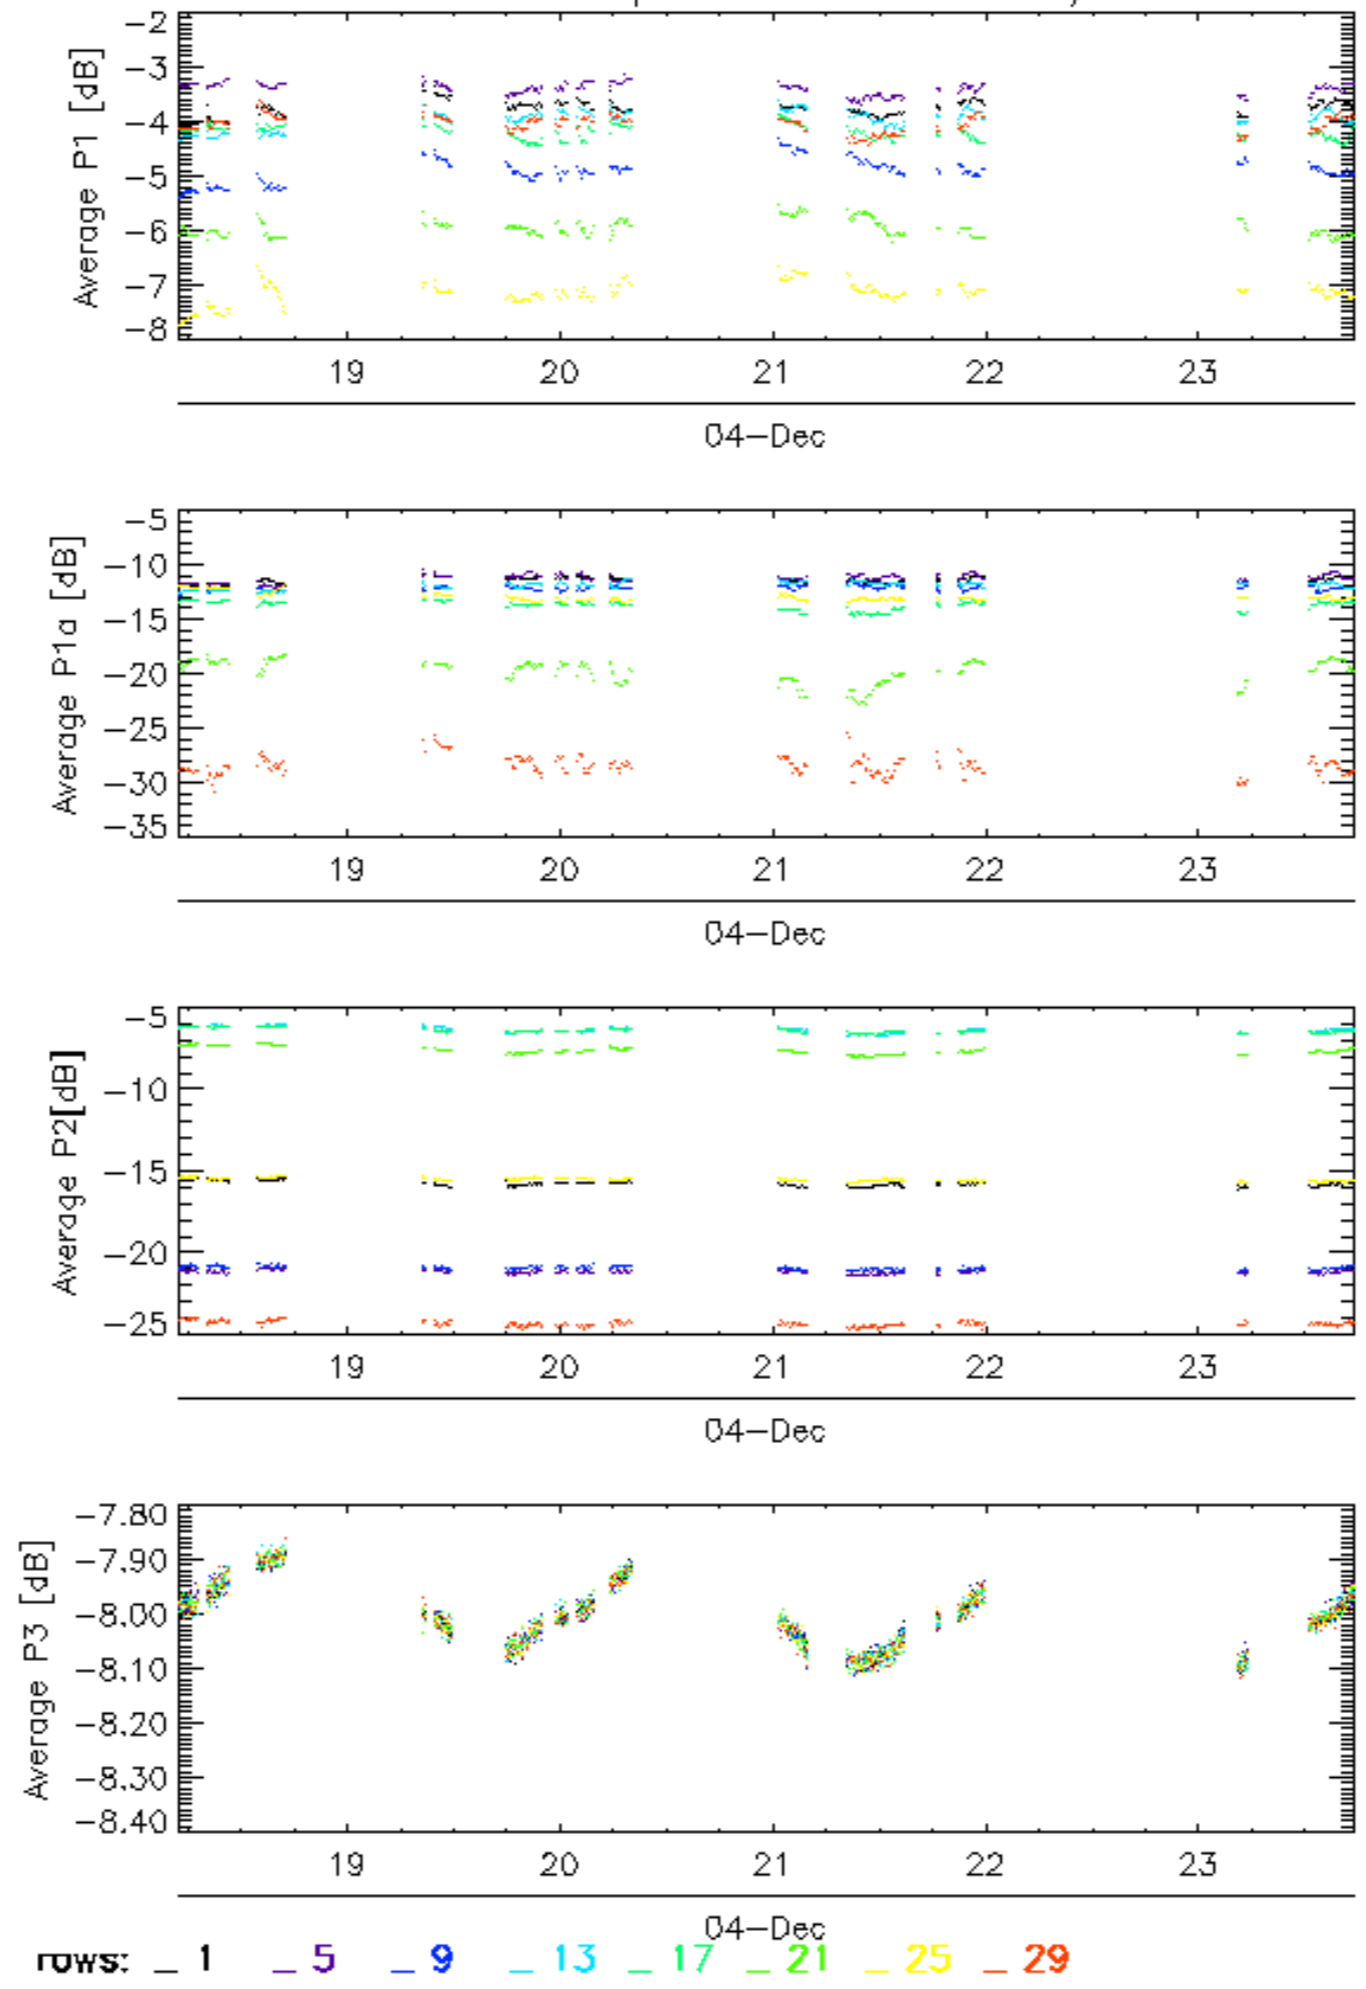 Average P1 [dB]
-2
-3
-4
-5
-6
-7
-8
19 20 21 22 23
04-Dec
Average P1a [dB]
-5
-10
-15
-20
-25
-30
-35
19 20 21 22 23
04-Dec
Average P2[dB]
-5
-10
-15
-20
-25
19 20 21 22 23
04-Dec
Average P3 [dB]
-7.80
-7.90
-8.00
-8.10
-8.20
-8.30
-8.40
19 20 21 22 23
04-Dec
rows: _ 1 _ 5 _ 9 _ 13 _ 17 _ 21 _ 25 _ 29